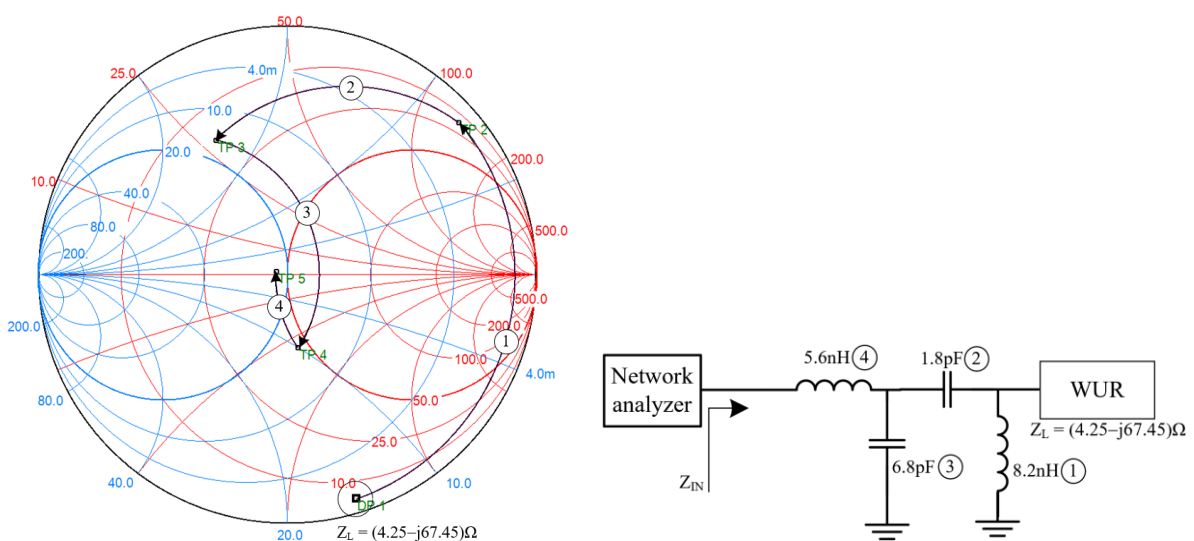 50.0
25.0
100.0
4.0m
2
10.0
TP 2
TP 3
20.0
200.0
10.0
40.0
3
80.0
500.0
200.
TP 5
500.0
4
200.0
200.0
1
TP 4
100.0
4.0m
80.0
50.0
25.0
40.0
10.0
10.0
DP 1
20.0
Z_L = (4.25−j67.45)Ω
Network
analyzer
5.6nH 4
1.8pF 2
WUR
Z_L = (4.25−j67.45)Ω
6.8pF 3
8.2nH 1
Z_IN